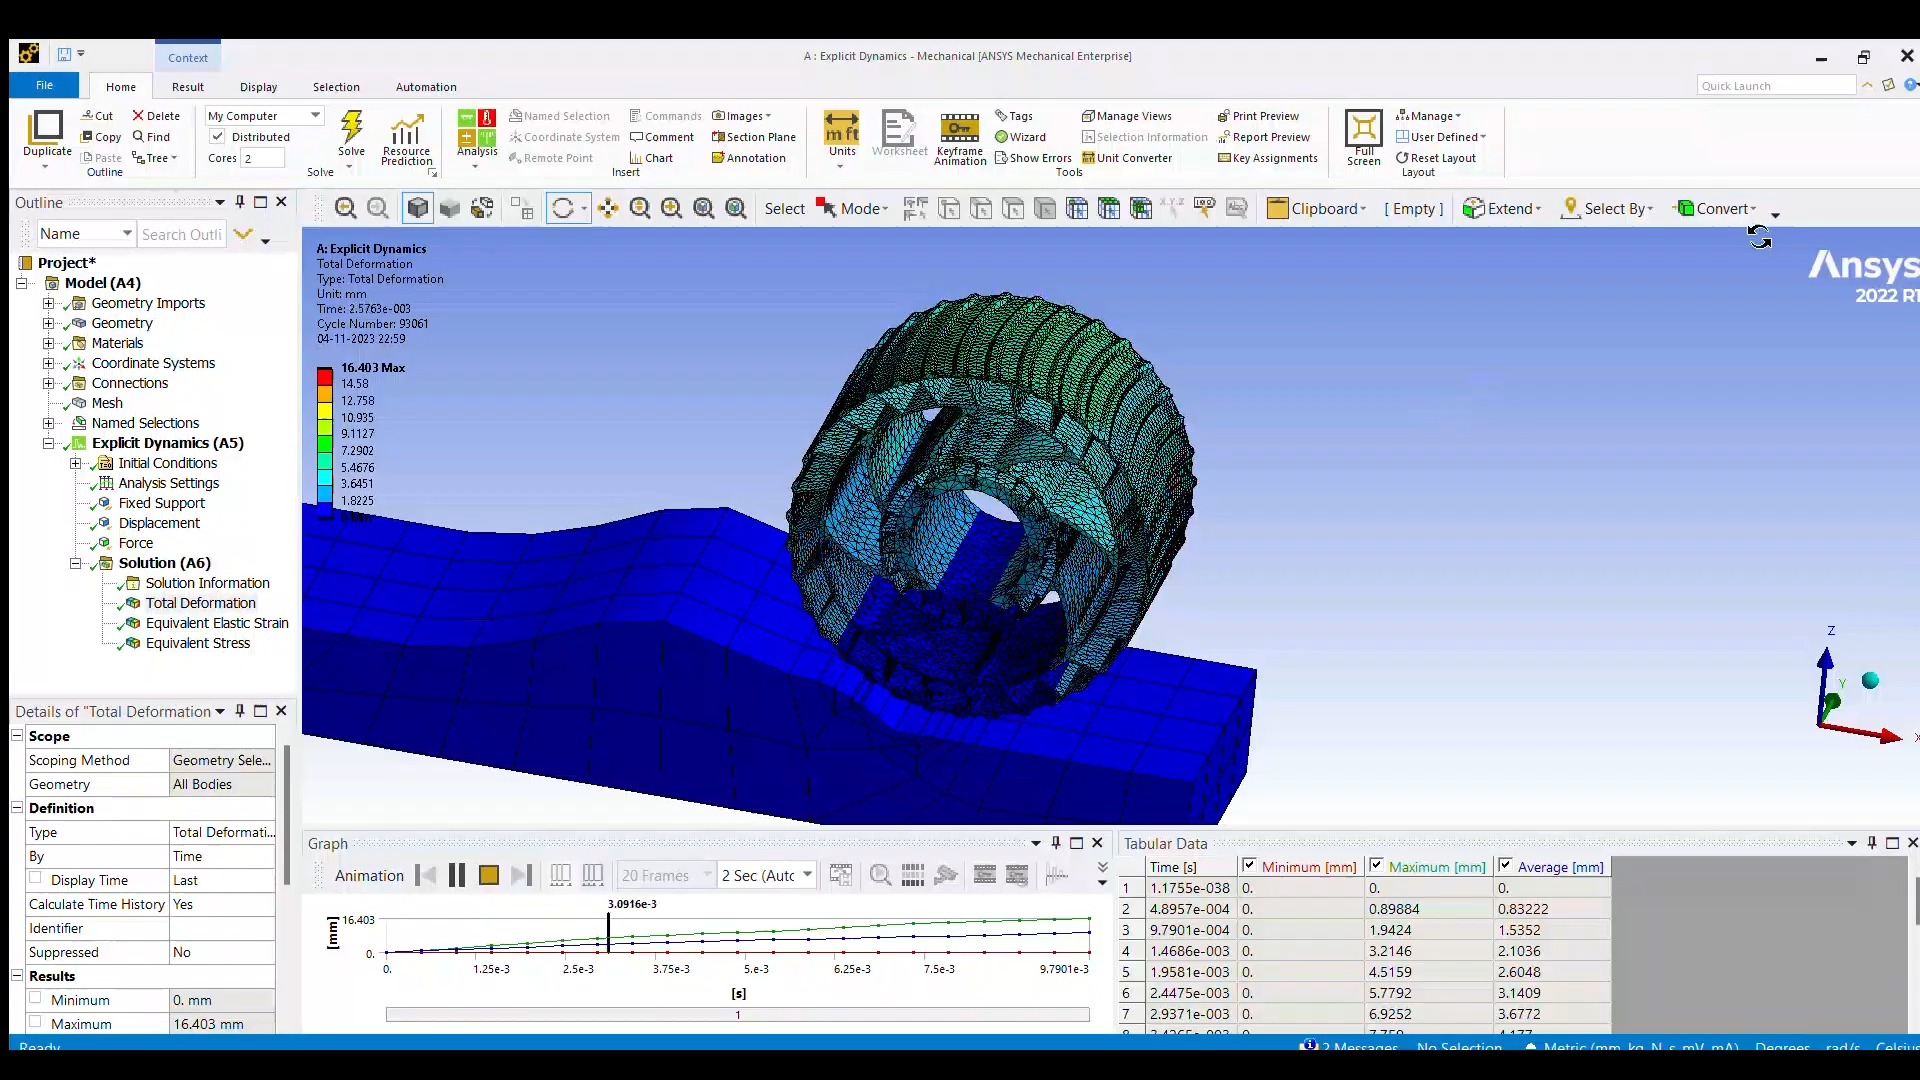 Context
A : Explicit Dynamics - Mechanical [ANSYS Mechanical Enterprise]
File
Home
Result
Display
Selection
Automation
Quick Launch
Duplicate
Cut
Copy
Paste
Delete
Find
Tree
Outline
My Computer
Distributed
Cores 2
Solve
Resource
Prediction
Solve
Analysis
Named Selection
Coordinate System
Remote Point
Commands
Comment
Chart
Images
Section Plane
Annotation
Insert
Units
Worksheet
Keyframe
Animation
Tags
Wizard
Show Errors
Manage Views
Selection Information
Unit Converter
Print Preview
Report Preview
Key Assignments
Tools
Full
Screen
Manage
User Defined
Reset Layout
Layout
Outline
Name
Search Outli
Select
Mode
Clipboard
[ Empty ]
Extend
Select By
Convert
Project*
Model (A4)
Geometry Imports
Geometry
Materials
Coordinate Systems
Connections
Mesh
Named Selections
Explicit Dynamics (A5)
Initial Conditions
Analysis Settings
Fixed Support
Displacement
Force
Solution (A6)
Solution Information
Total Deformation
Equivalent Elastic Strain
Equivalent Stress
A: Explicit Dynamics
Total Deformation
Type: Total Deformation
Unit: mm
Time: 2.5763e-003
Cycle Number: 93061
04-11-2023 22:59
16.403 Max
14.58
12.758
10.935
9.1127
7.2902
5.4676
3.6451
1.8225
Ansys
2022 R1
Z
Y
X
Details of "Total Deformation
Scope
Scoping Method Geometry Sele...
Geometry All Bodies
Definition
Type Total Deformati...
By Time
Display Time Last
Calculate Time History Yes
Identifier
Suppressed No
Results
Minimum 0. mm
Maximum 16.403 mm
Graph
Animation
20 Frames
2 Sec (Autc
3.0916e-3
16.403
[mm]
0.
0. 1.25e-3 2.5e-3 3.75e-3 5.e-3 6.25e-3 7.5e-3 9.7901e-3
[s]
1
Tabular Data
Time [s] Minimum [mm] Maximum [mm] Average [mm]
1 1.1755e-038 0. 0. 0.
2 4.8957e-004 0. 0.89884 0.83222
3 9.7901e-004 0. 1.9424 1.5352
4 1.4686e-003 0. 3.2146 2.1036
5 1.9581e-003 0. 4.5159 2.6048
6 2.4475e-003 0. 5.7792 3.1409
7 2.9371e-003 0. 6.9252 3.6772
Ready
2 Messages
No Selection
Metric (mm, kg, N, s, mV, mA)
Degrees
rad/s
Celsius